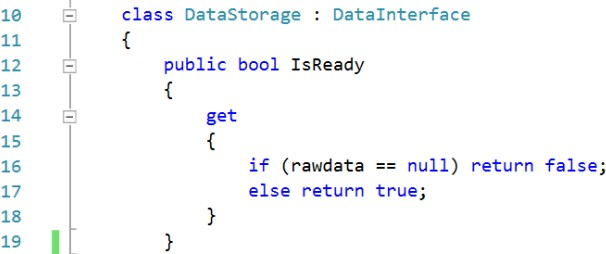 10 class DataStorage : DataInterface
11 {
12 public bool IsReady
13 {
14 get
15 {
16 if (rawdata == null) return false;
17 else return true;
18 }
19 }